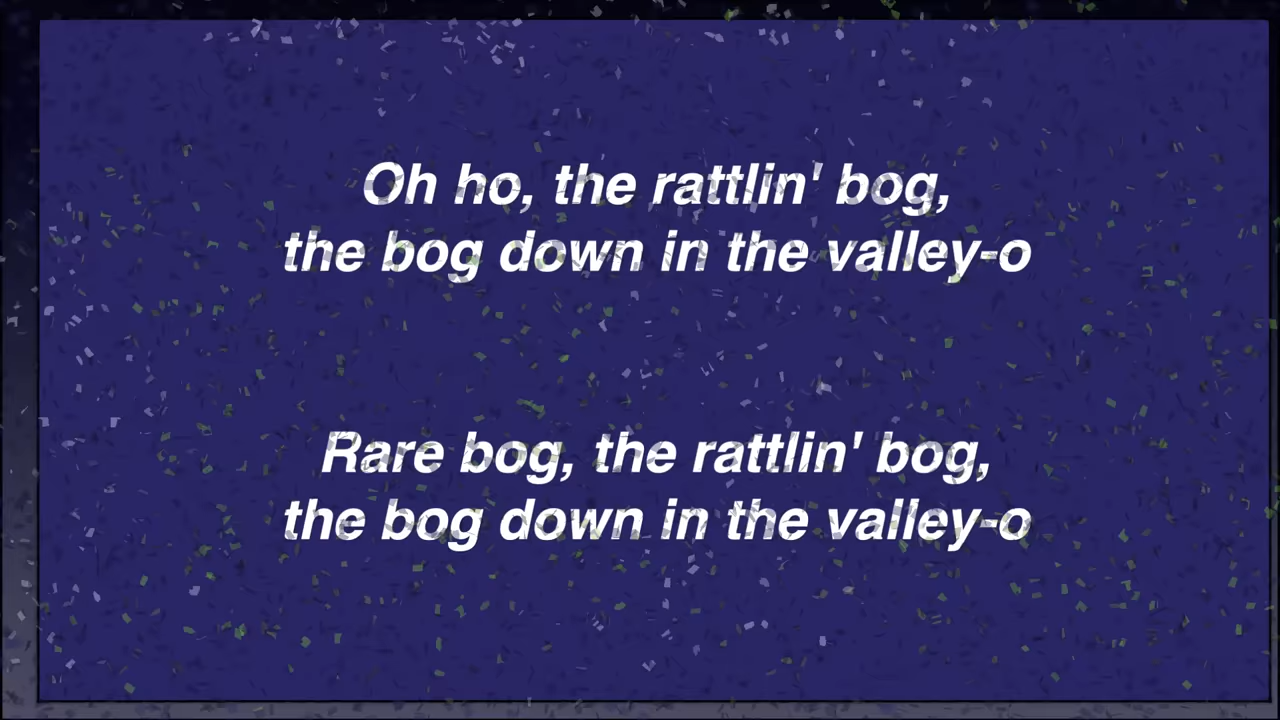 Oh ho, the rattlin' bog,
the bog down in the valley-o
Rare bog, the rattlin' bog,
the bog down in the valley-o